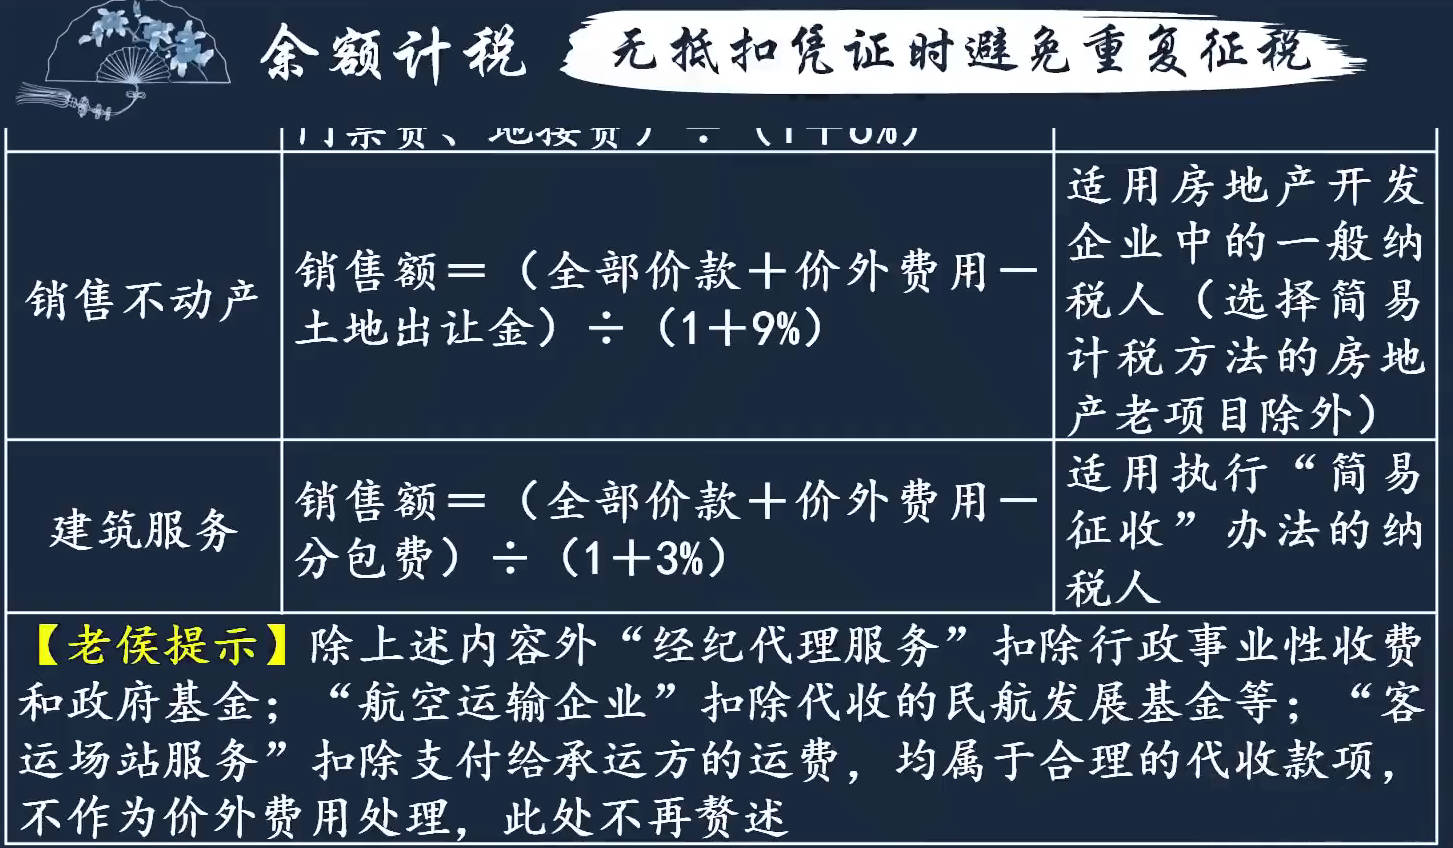 余额计税 无抵扣凭证时避免重复征税
门票费、地接费)÷(1+6%)
销售不动产
销售额=(全部价款+价外费用-
土地出让金)÷(1+9%)
适用房地产开发
企业中的一般纳
税人(选择简易
计税方法的房地
产老项目除外)
建筑服务
销售额=(全部价款+价外费用-
分包费)÷(1+3%)
适用执行“简易
征收”办法的纳
税人
【老侯提示】除上述内容外“经纪代理服务”扣除行政事业性收费
和政府基金;“航空运输企业”扣除代收的民航发展基金等;“客
运场站服务”扣除支付给承运方的运费,均属于合理的代收款项,
不作为价外费用处理,此处不再赘述